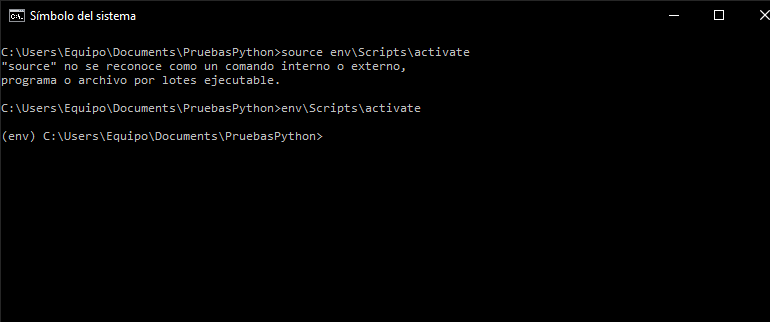 Símbolo del sistema
C:\Users\Equipo\Documents\PruebasPython>source env\Scripts\activate
"source" no se reconoce como un comando interno o externo,
programa o archivo por lotes ejecutable.
C:\Users\Equipo\Documents\PruebasPython>env\Scripts\activate
(env) C:\Users\Equipo\Documents\PruebasPython>